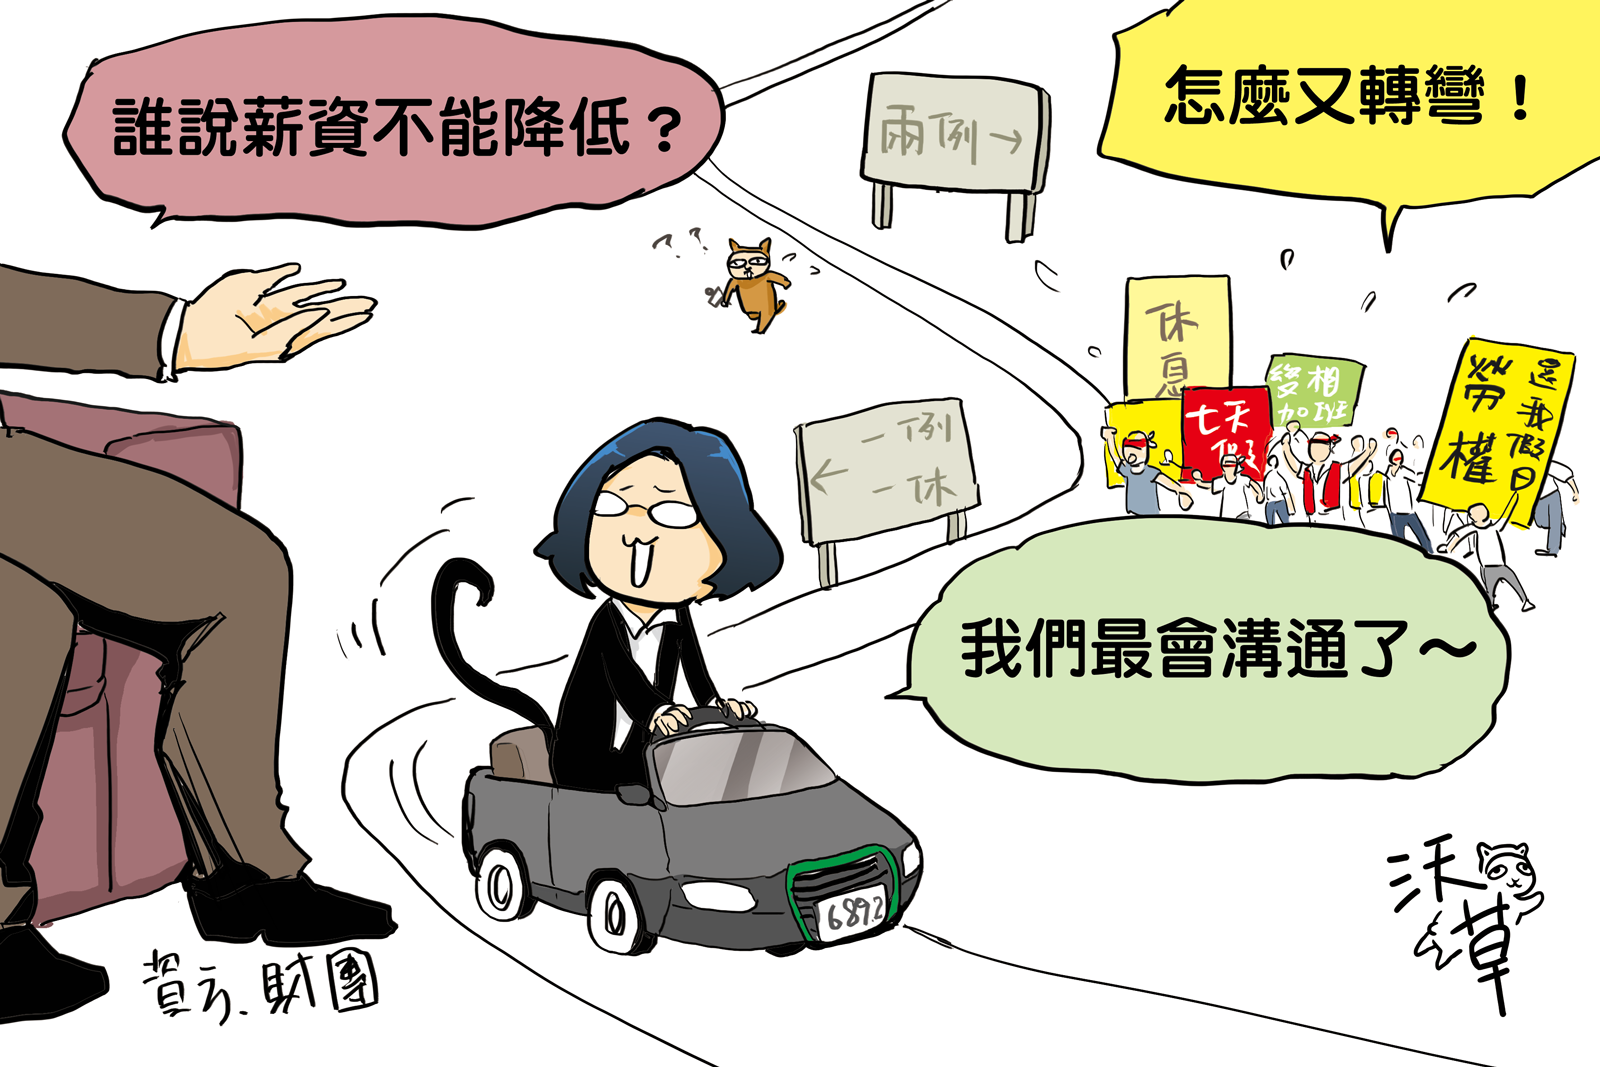 誰說薪資不能降低？
怎麼又轉彎！
兩例→
休息
七天
假
變相
加班
還我假日
勞權
←一例
一休
我們最會溝通了～
689.2
資方、財團
沃草